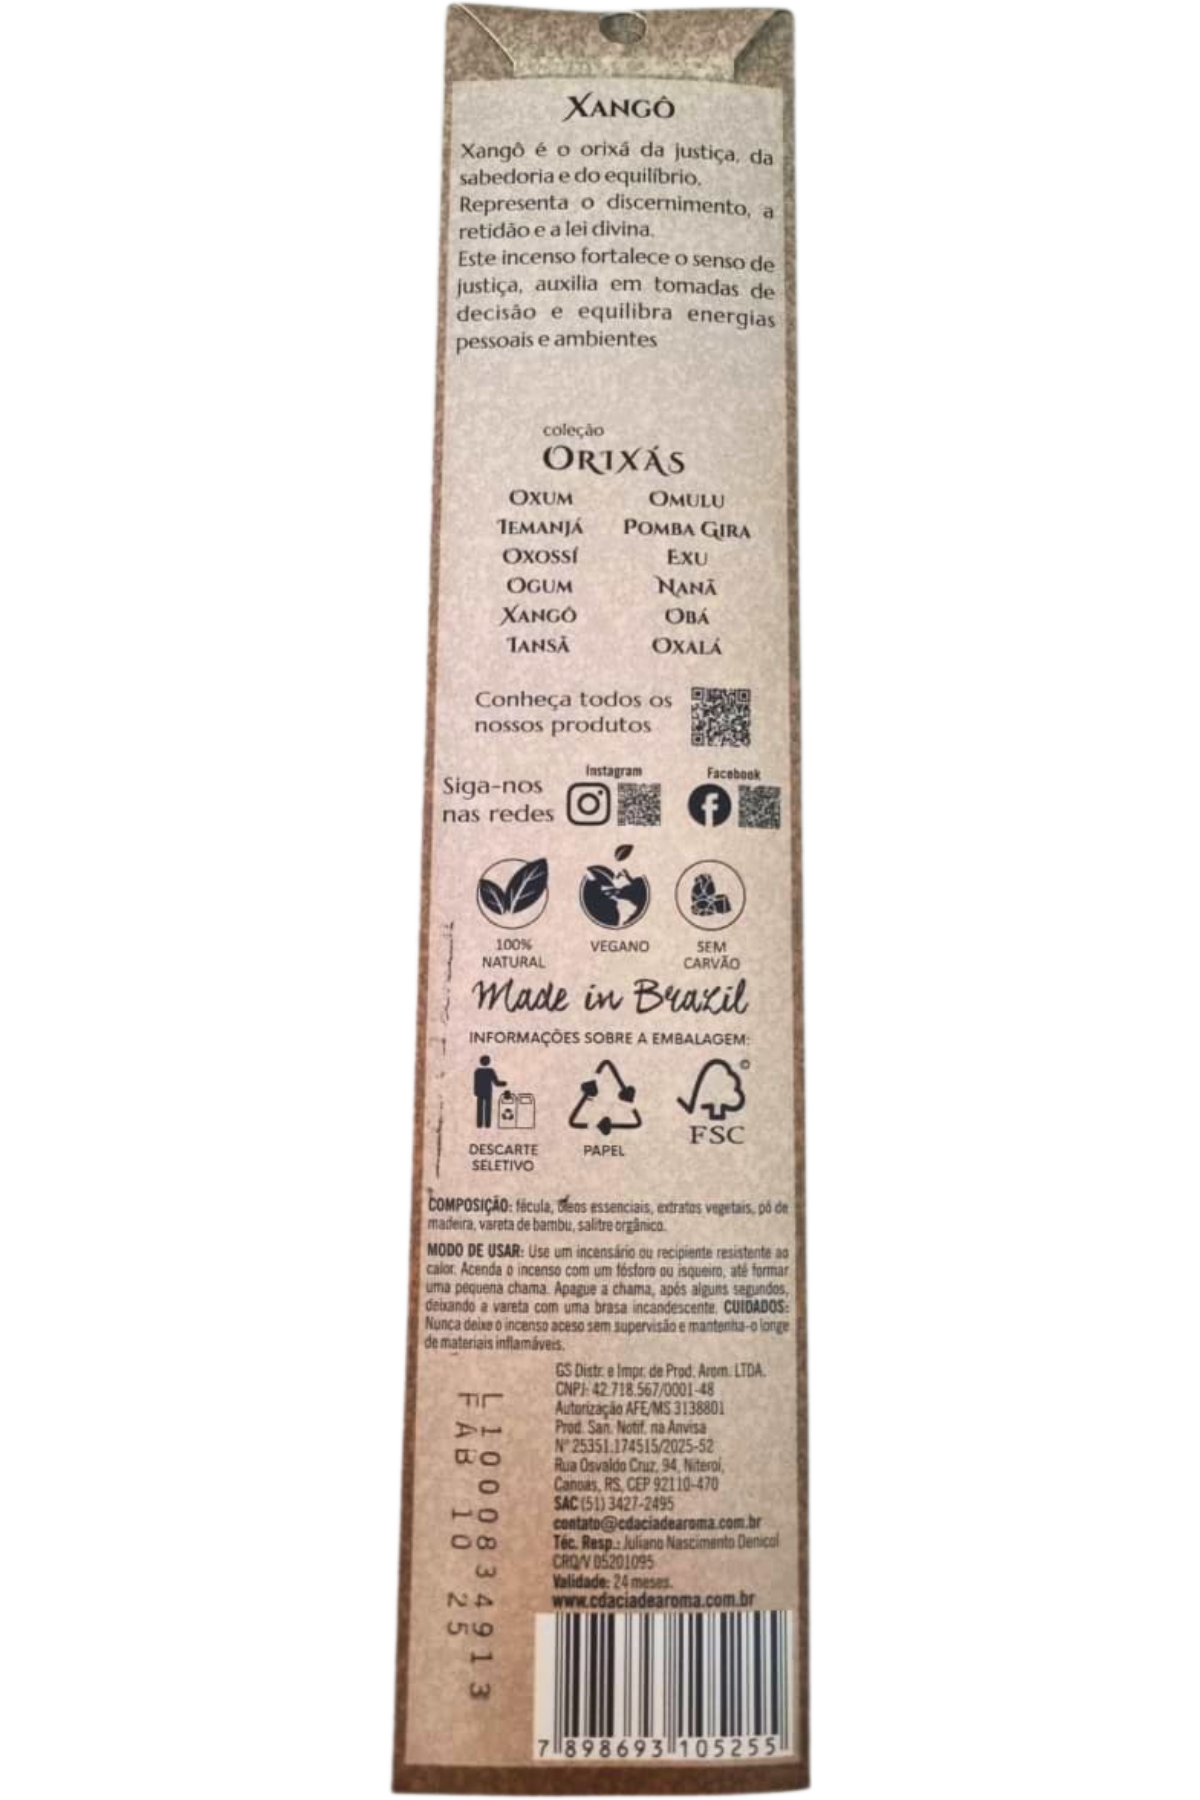 XANGÔ
Xangô é o orixá da justiça, da
sabedoria e do equilíbrio.
Representa o discernimento, a
retidão e a lei divina.
Este incenso fortalece o senso de
justiça, auxilia em tomadas de
decisão e equilibra energias
pessoais e ambientes
coleção
ORIXÁS
OXUM OMULU
IEMANJÁ POMBA GIRA
OXOSSÍ EXU
OGUM NANÃ
XANGÔ OBÁ
IANSÃ OXALÁ
Conheça todos os
nossos produtos
Instagram Facebook
Siga-nos
nas redes
100% VEGANO SEM
NATURAL CARVÃO
Made in Brazil
INFORMAÇÕES SOBRE A EMBALAGEM:
FSC
DESCARTE PAPEL
SELETIVO
COMPOSIÇÃO: fécula, óleos essenciais, extratos vegetais, pó de
madeira, vareta de bambu, salitre orgânico.
MODO DE USAR: Use um incensário ou recipiente resistente ao
calor. Acenda o incenso com um fósforo ou isqueiro, até formar
uma pequena chama. Apague a chama, após alguns segundos,
deixando a vareta com uma brasa incandescente. CUIDADOS:
Nunca deixe o incenso aceso sem supervisão e mantenha-o longe
de materiais inflamáveis.
GS Distr. e Impr. de Prod. Arom. LTDA.
CNPJ: 42.718.567/0001-48
Autorização AFE/MS 3138801
Prod. San. Notif. na Anvisa
N° 25351.174515/2025-52
Rua Osvaldo Cruz, 94, Niteroí,
Canoas, RS, CEP 92110-470
SAC (51) 3427-2495
contato@cdaciadearoma.com.br
Téc. Resp.: Juliano Nascimento Denicol
CRQ/V 05201095
Validade: 24 meses.
www.cdaciadearoma.com.br
L1000834913
FAB 10 25
7 898693 105255